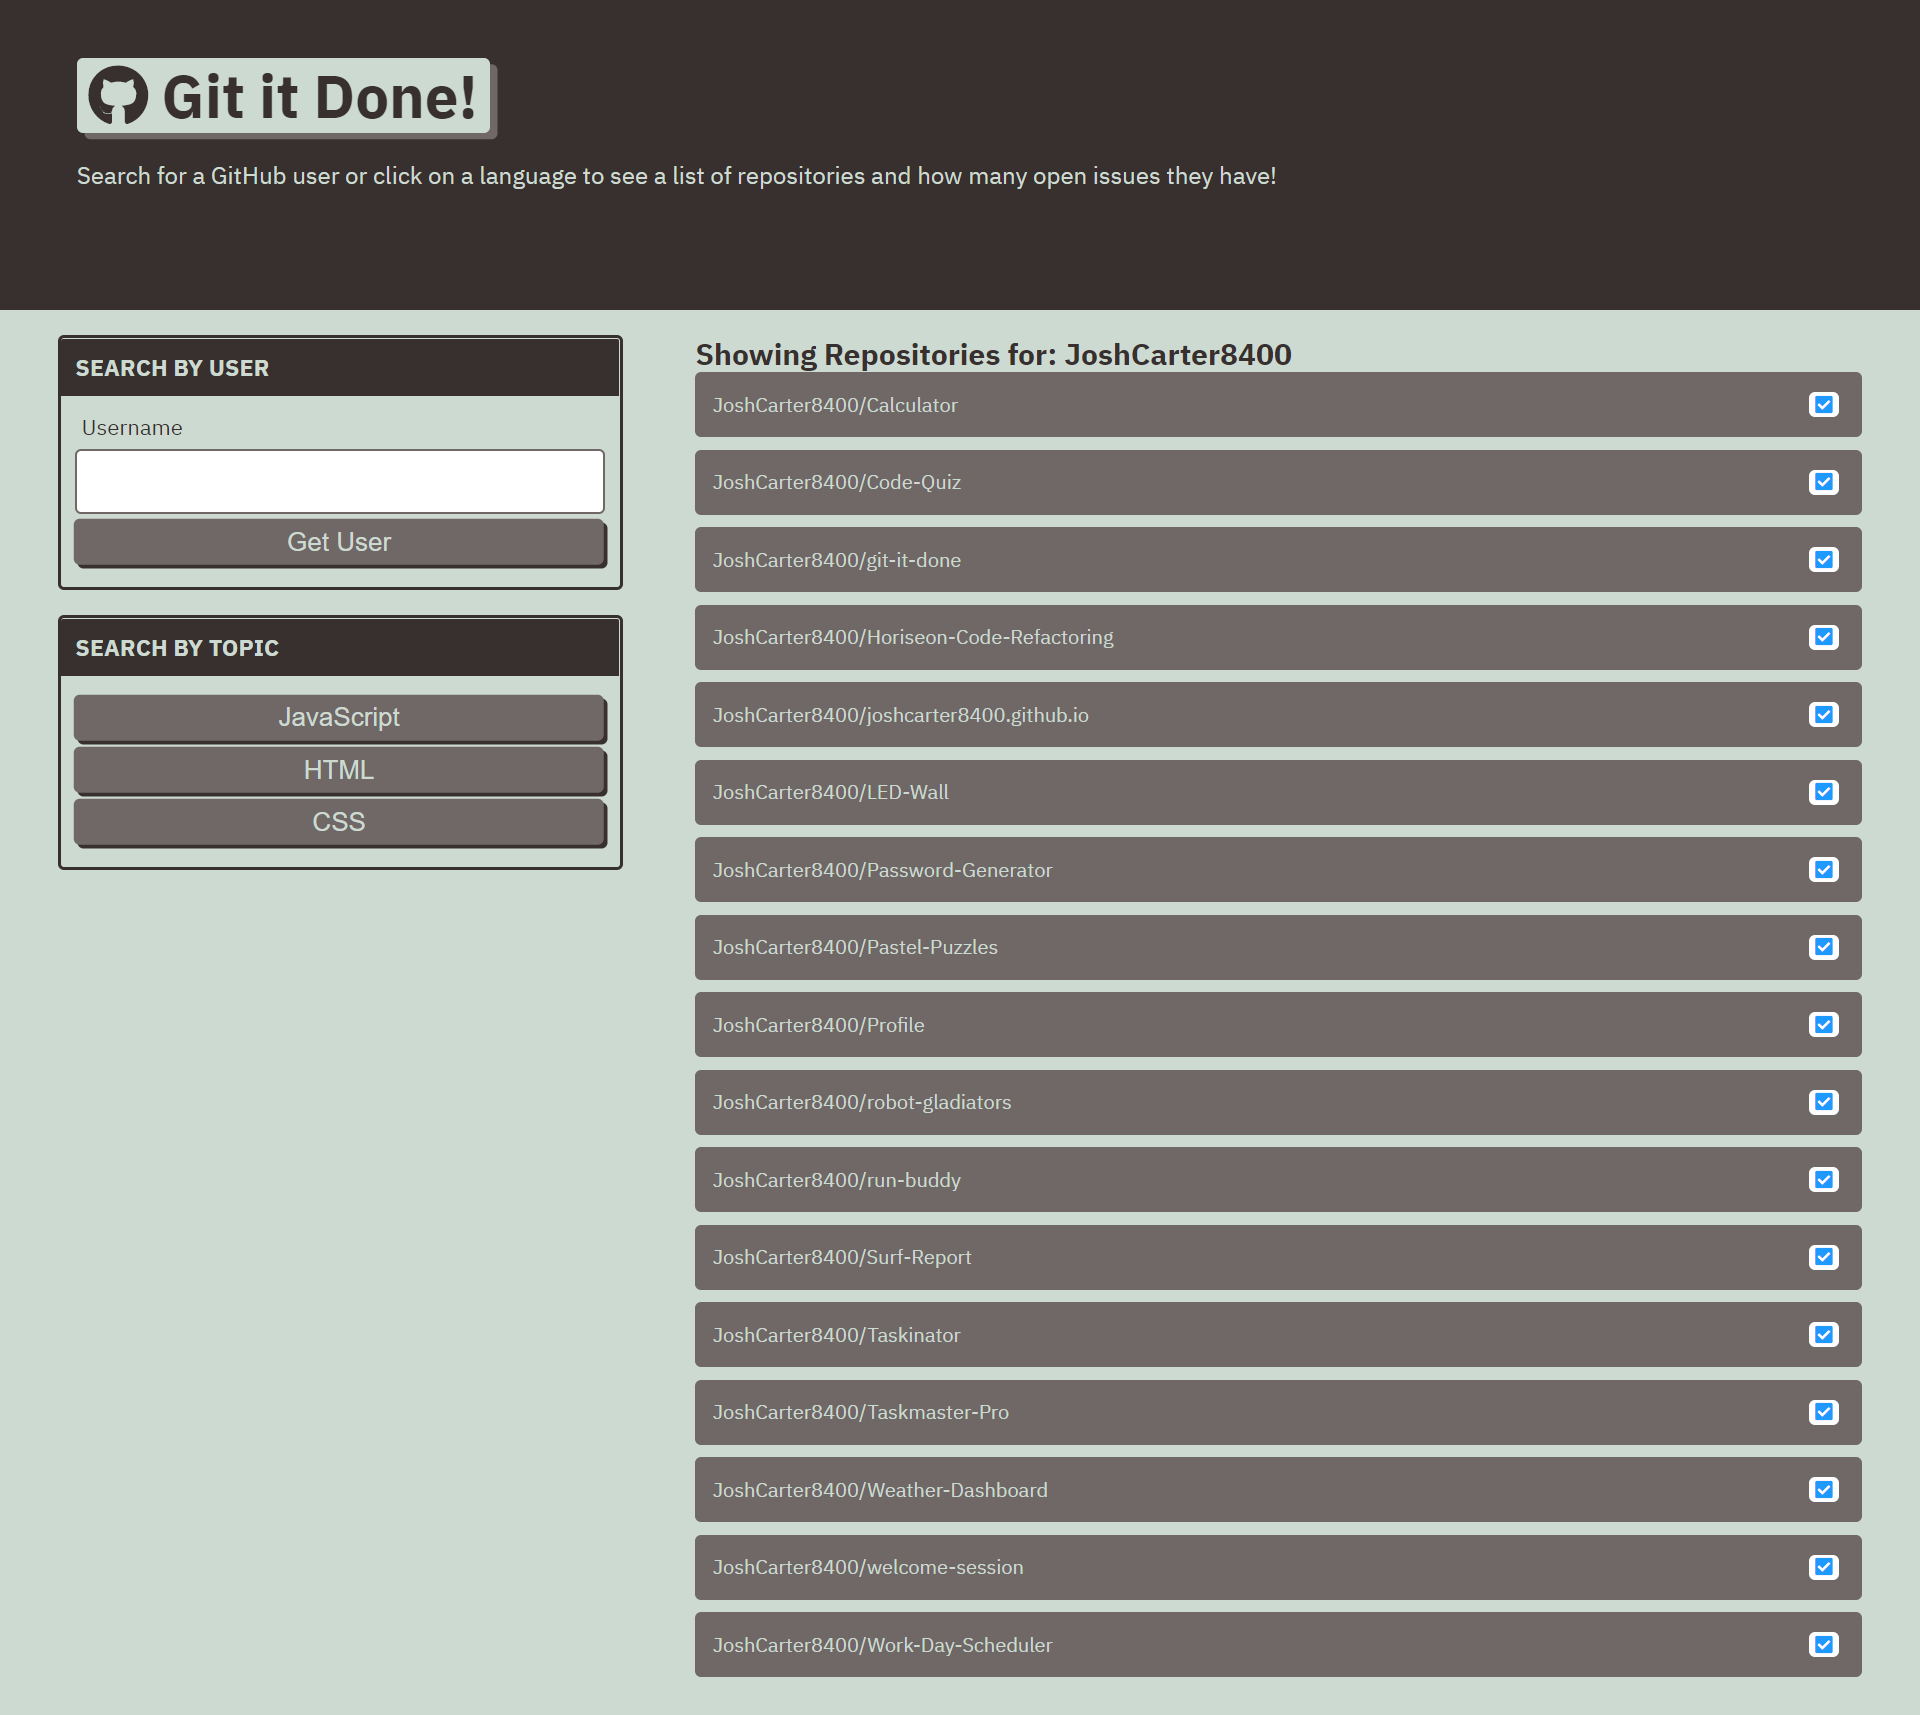 Git it Done!
Search for a GitHub user or click on a language to see a list of repositories and how many open issues they have!
SEARCH BY USER
Username
Get User
SEARCH BY TOPIC
JavaScript
HTML
CSS
Showing Repositories for: JoshCarter8400
JoshCarter8400/Calculator
JoshCarter8400/Code-Quiz
JoshCarter8400/git-it-done
JoshCarter8400/Horiseon-Code-Refactoring
JoshCarter8400/joshcarter8400.github.io
JoshCarter8400/LED-Wall
JoshCarter8400/Password-Generator
JoshCarter8400/Pastel-Puzzles
JoshCarter8400/Profile
JoshCarter8400/robot-gladiators
JoshCarter8400/run-buddy
JoshCarter8400/Surf-Report
JoshCarter8400/Taskinator
JoshCarter8400/Taskmaster-Pro
JoshCarter8400/Weather-Dashboard
JoshCarter8400/welcome-session
JoshCarter8400/Work-Day-Scheduler